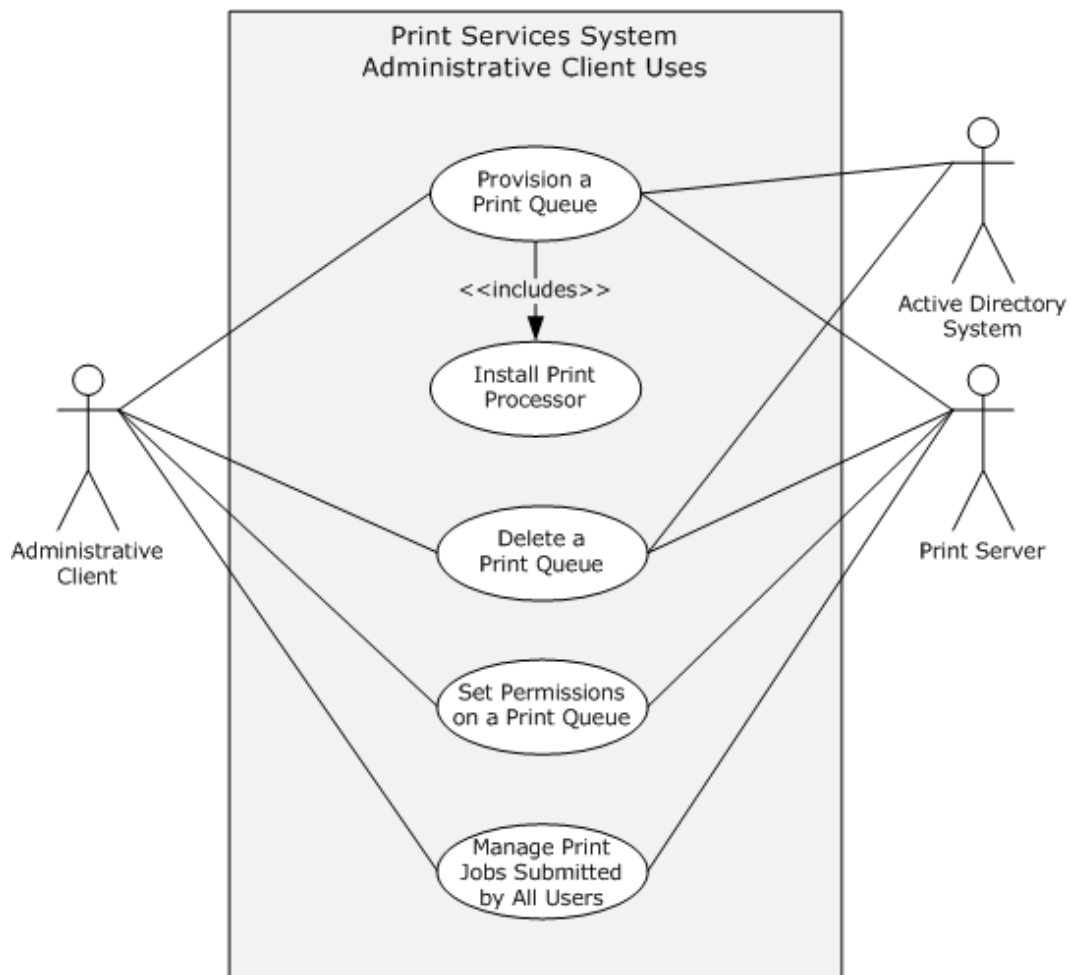 Print Services System
Administrative Client Uses
Provision a
Print Queue
<<includes>>
Active Directory
System
Install Print
Processor
Administrative
Client
Delete a
Print Queue
Print Server
Set Permissions
on a Print Queue
Manage Print
Jobs Submitted
by All Users